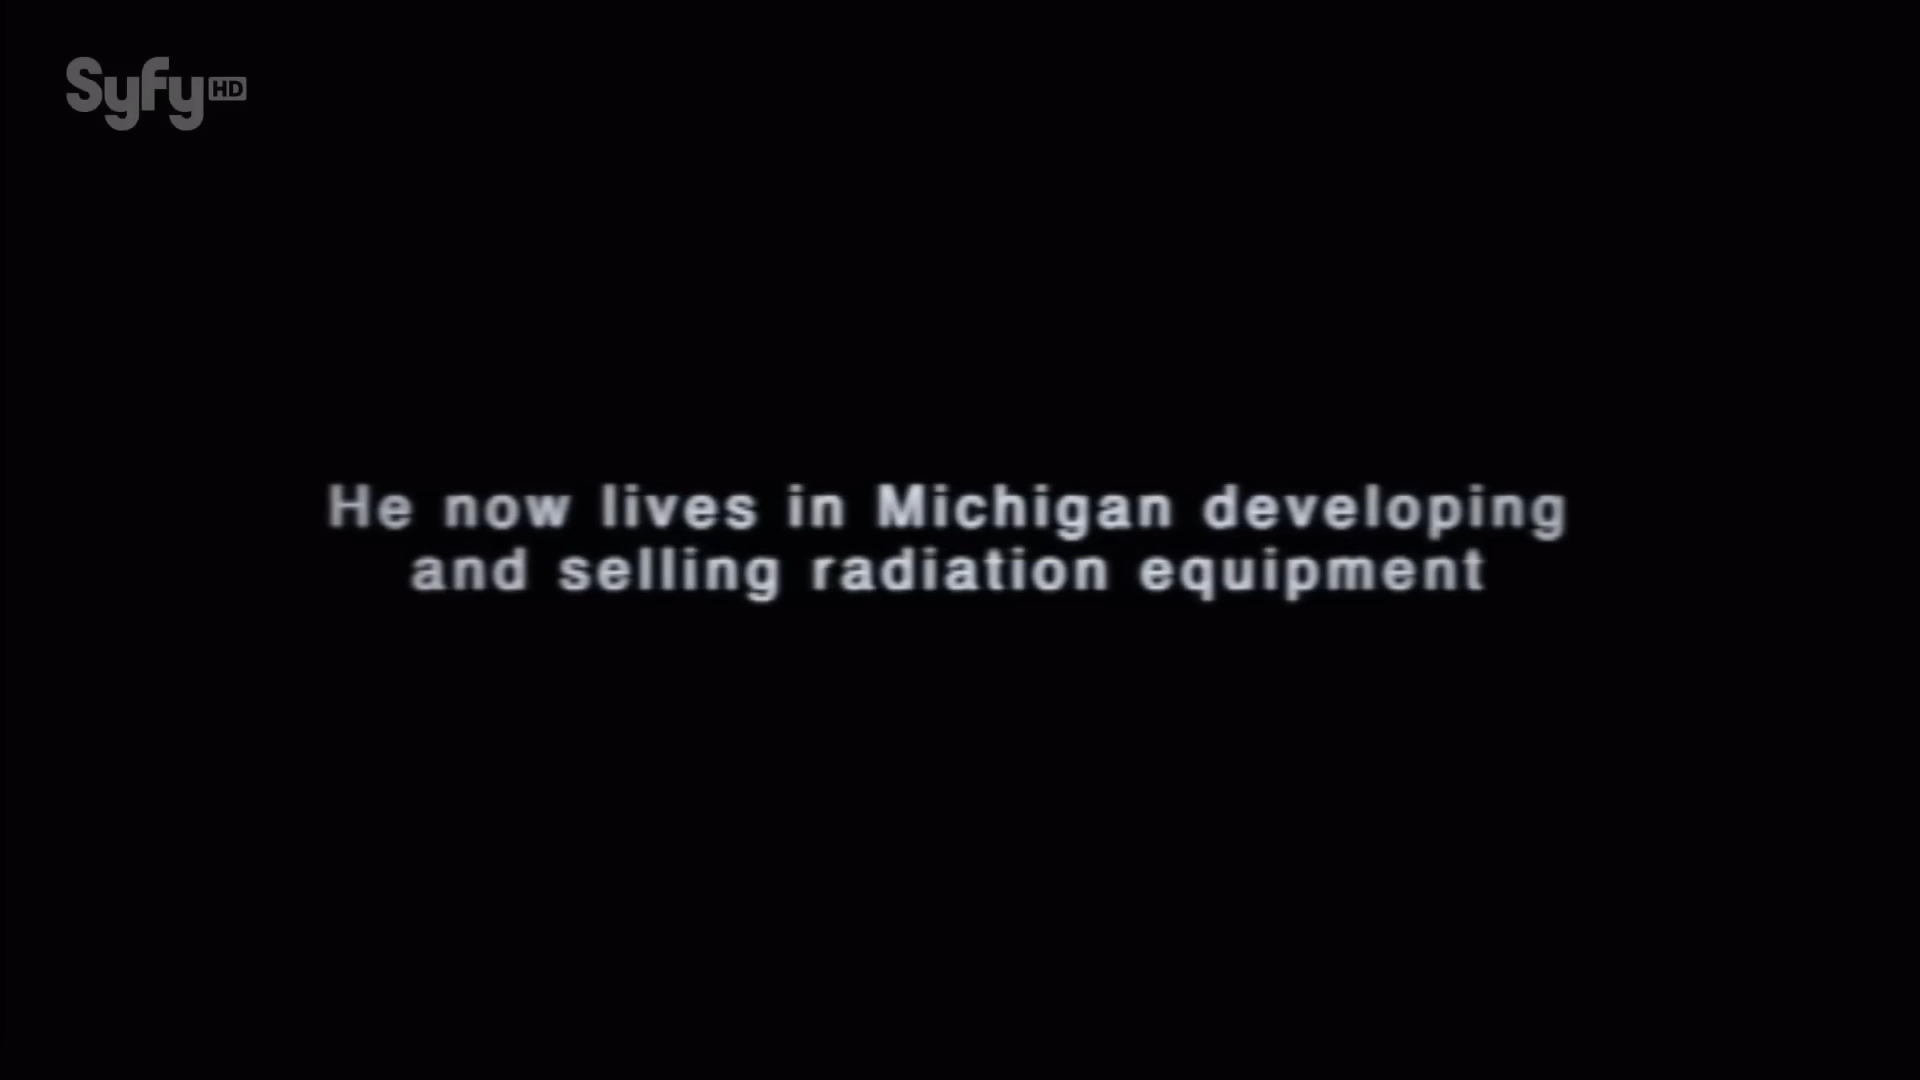 Syfy HD
He now lives in Michigan developing
and selling radiation equipment